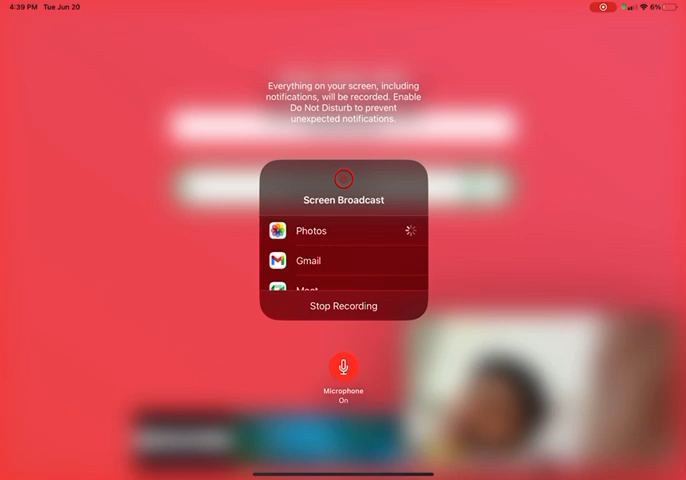 4:39 PM Tue Jun 20
6%
Everything on your screen, including
notifications, will be recorded. Enable
Do Not Disturb to prevent
unexpected notifications.
Screen Broadcast
Photos
Gmail
Meet
Stop Recording
Microphone
On